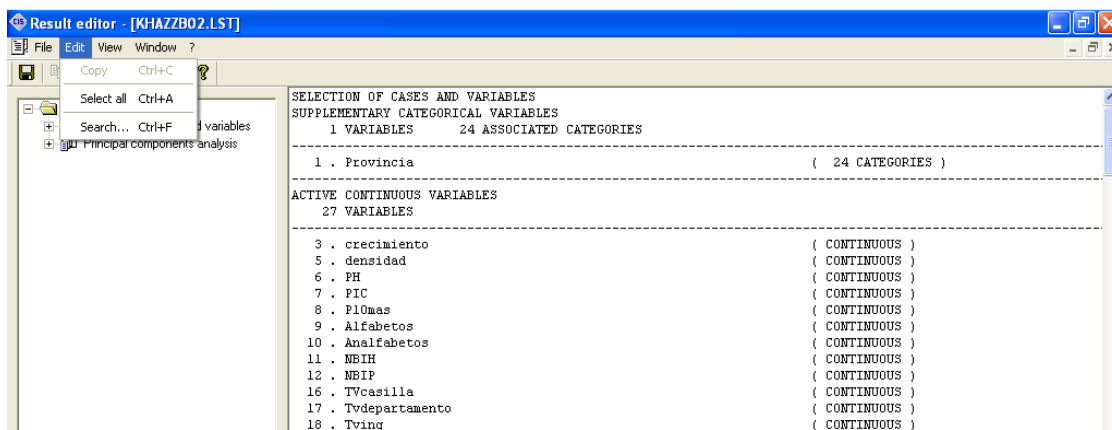 CIS Result editor - [KHAZZB02.LST]
File Edit View Window ?
Copy Ctrl+C
Select all Ctrl+A
Search... Ctrl+F
d variables
Principal components analysis
SELECTION OF CASES AND VARIABLES
SUPPLEMENTARY CATEGORICAL VARIABLES
1 VARIABLES 24 ASSOCIATED CATEGORIES
1 . Provincia ( 24 CATEGORIES )
ACTIVE CONTINUOUS VARIABLES
27 VARIABLES
3 . crecimiento ( CONTINUOUS )
5 . densidad ( CONTINUOUS )
6 . PH ( CONTINUOUS )
7 . PIC ( CONTINUOUS )
8 . P10mas ( CONTINUOUS )
9 . Alfabetos ( CONTINUOUS )
10 . Analfabetos ( CONTINUOUS )
11 . NBIH ( CONTINUOUS )
12 . NBIP ( CONTINUOUS )
16 . TVcasilla ( CONTINUOUS )
17 . Tvdepartamento ( CONTINUOUS )
18 . Tvinq ( CONTINUOUS )